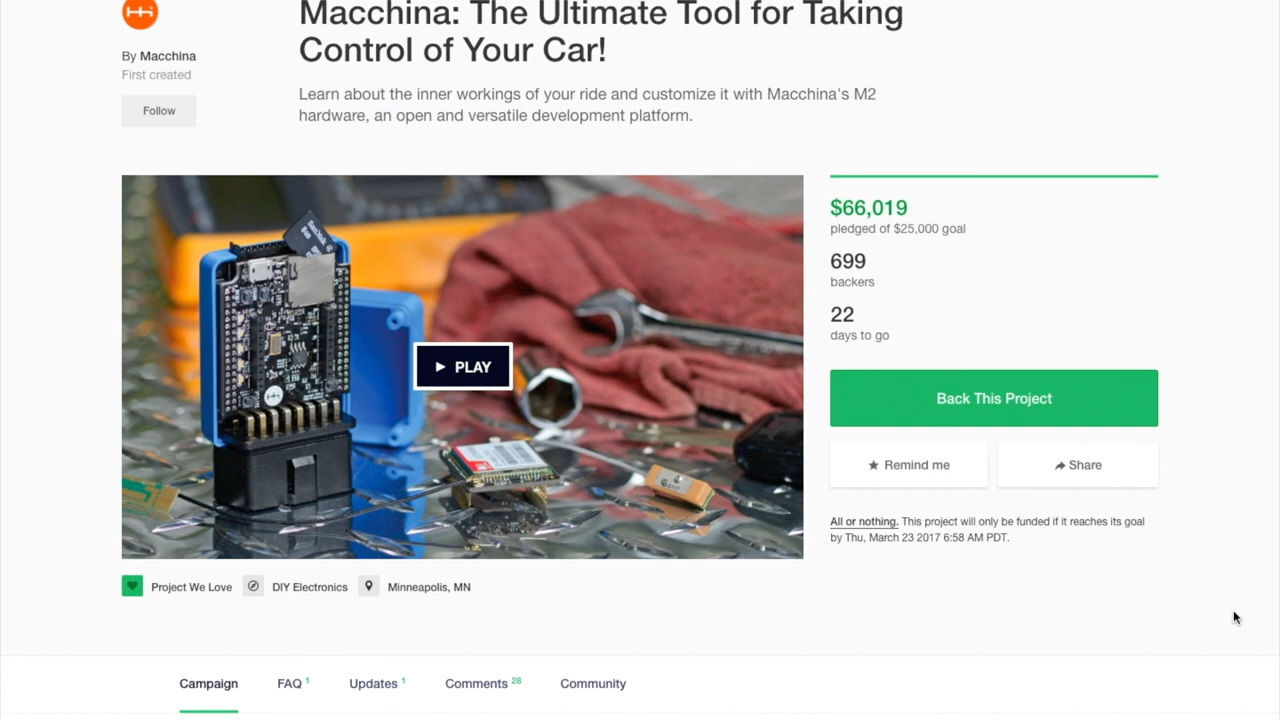 Macchina: The Ultimate Tool for Taking
Control of Your Car!
By Macchina
First created
Follow
Learn about the inner workings of your ride and customize it with Macchina's M2
hardware, an open and versatile development platform.
SanDisk
PLAY
$66,019
pledged of $25,000 goal
699
backers
22
days to go
Back This Project
Remind me
Share
All or nothing. This project will only be funded if it reaches its goal
by Thu, March 23 2017 6:58 AM PDT.
Project We Love
DIY Electronics
Minneapolis, MN
Campaign
FAQ 1
Updates 1
Comments 28
Community